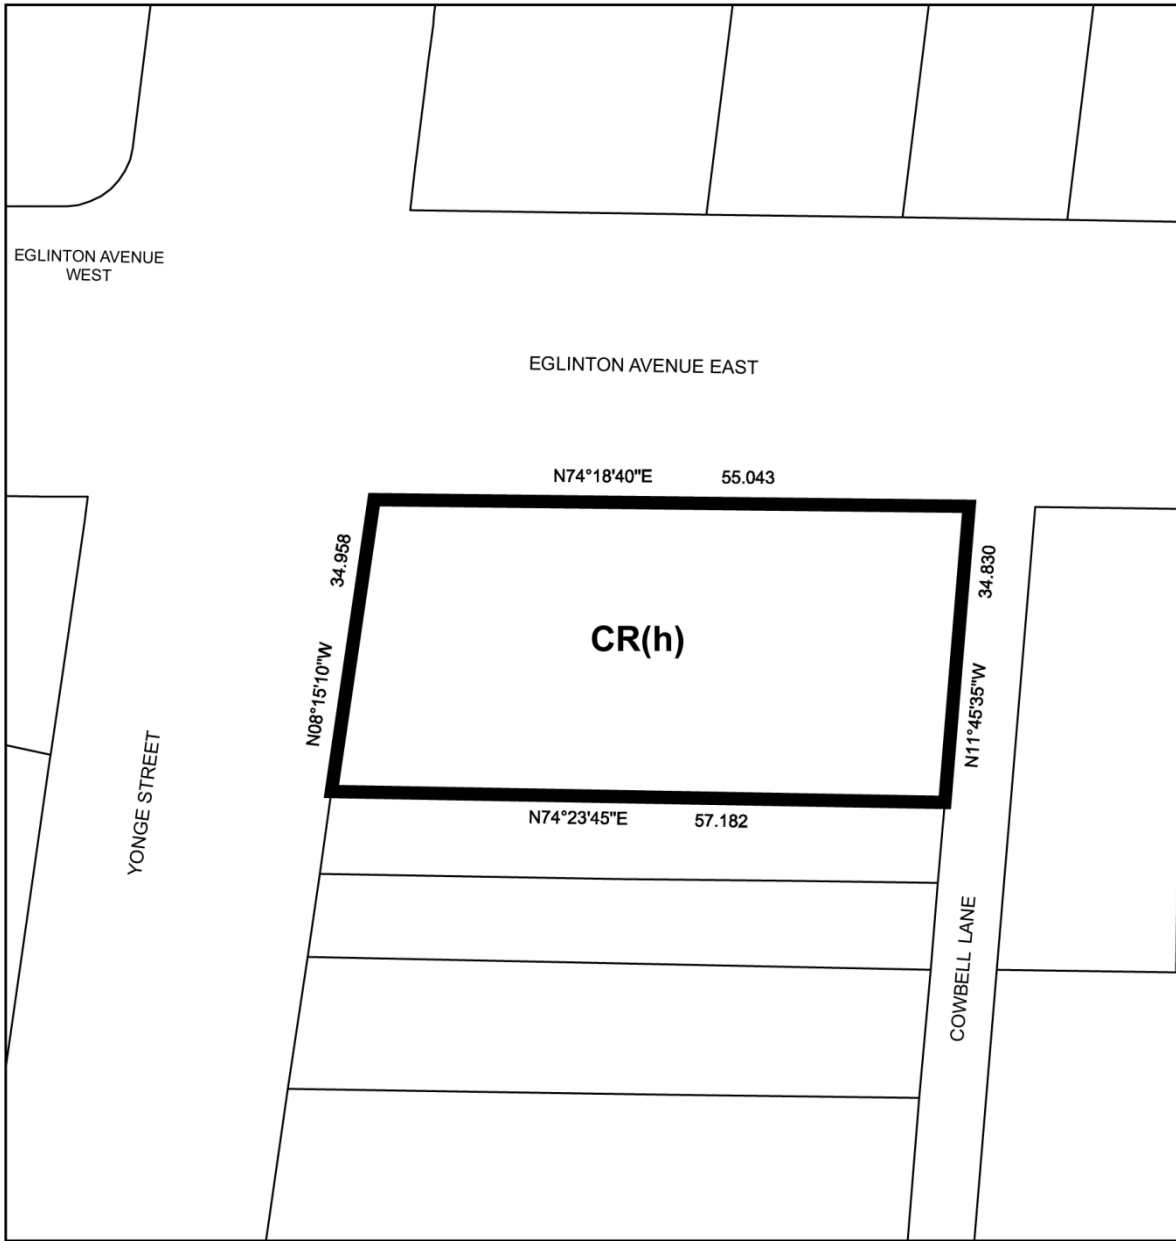 EGLINTON AVENUE
WEST
EGLINTON AVENUE EAST
N74°18'40"E 55.043
34.958
34.830
CR(h)
N08°15'10"W
N11°45'35"W
YONGE STREET
N74°23'45"E 57.182
COWBELL LANE